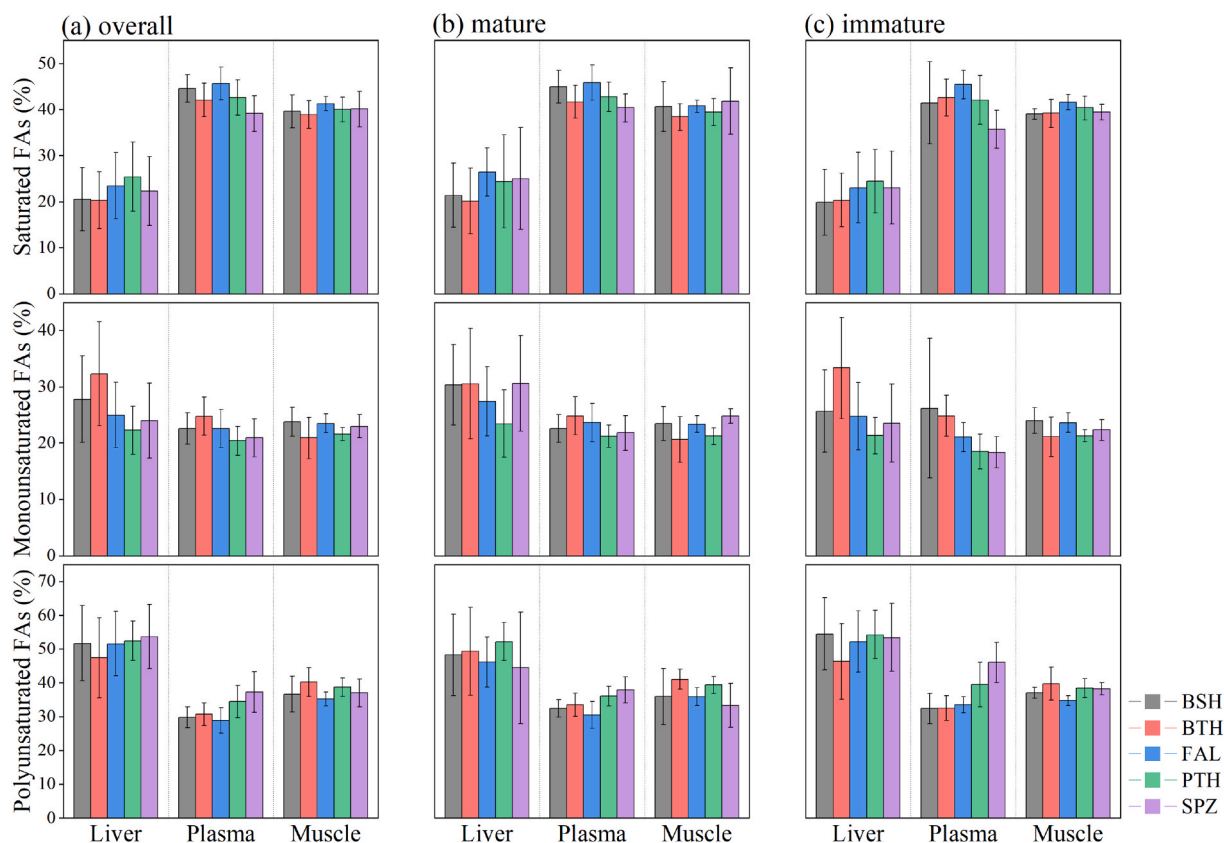 (a) overall
(b) mature
(c) immature
Saturated FAs (%)
50
40
30
20
10
0
Monounsaturated FAs (%)
40
30
20
10
0
Polyunsaturated FAs (%)
70
60
50
40
30
20
10
0
Liver Plasma Muscle
Liver Plasma Muscle
Liver Plasma Muscle
BSH
BTH
FAL
PTH
SPZ